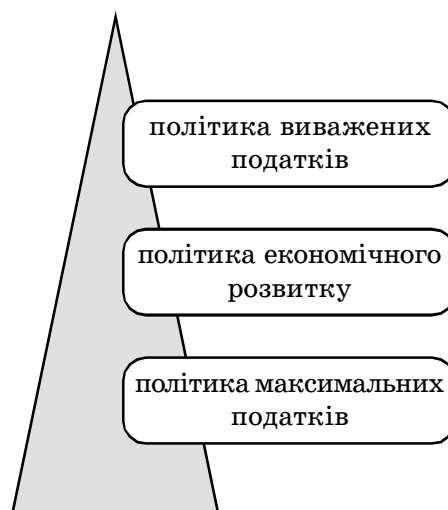 політика виважених
податків
політика економічного
розвитку
політика максимальних
податків